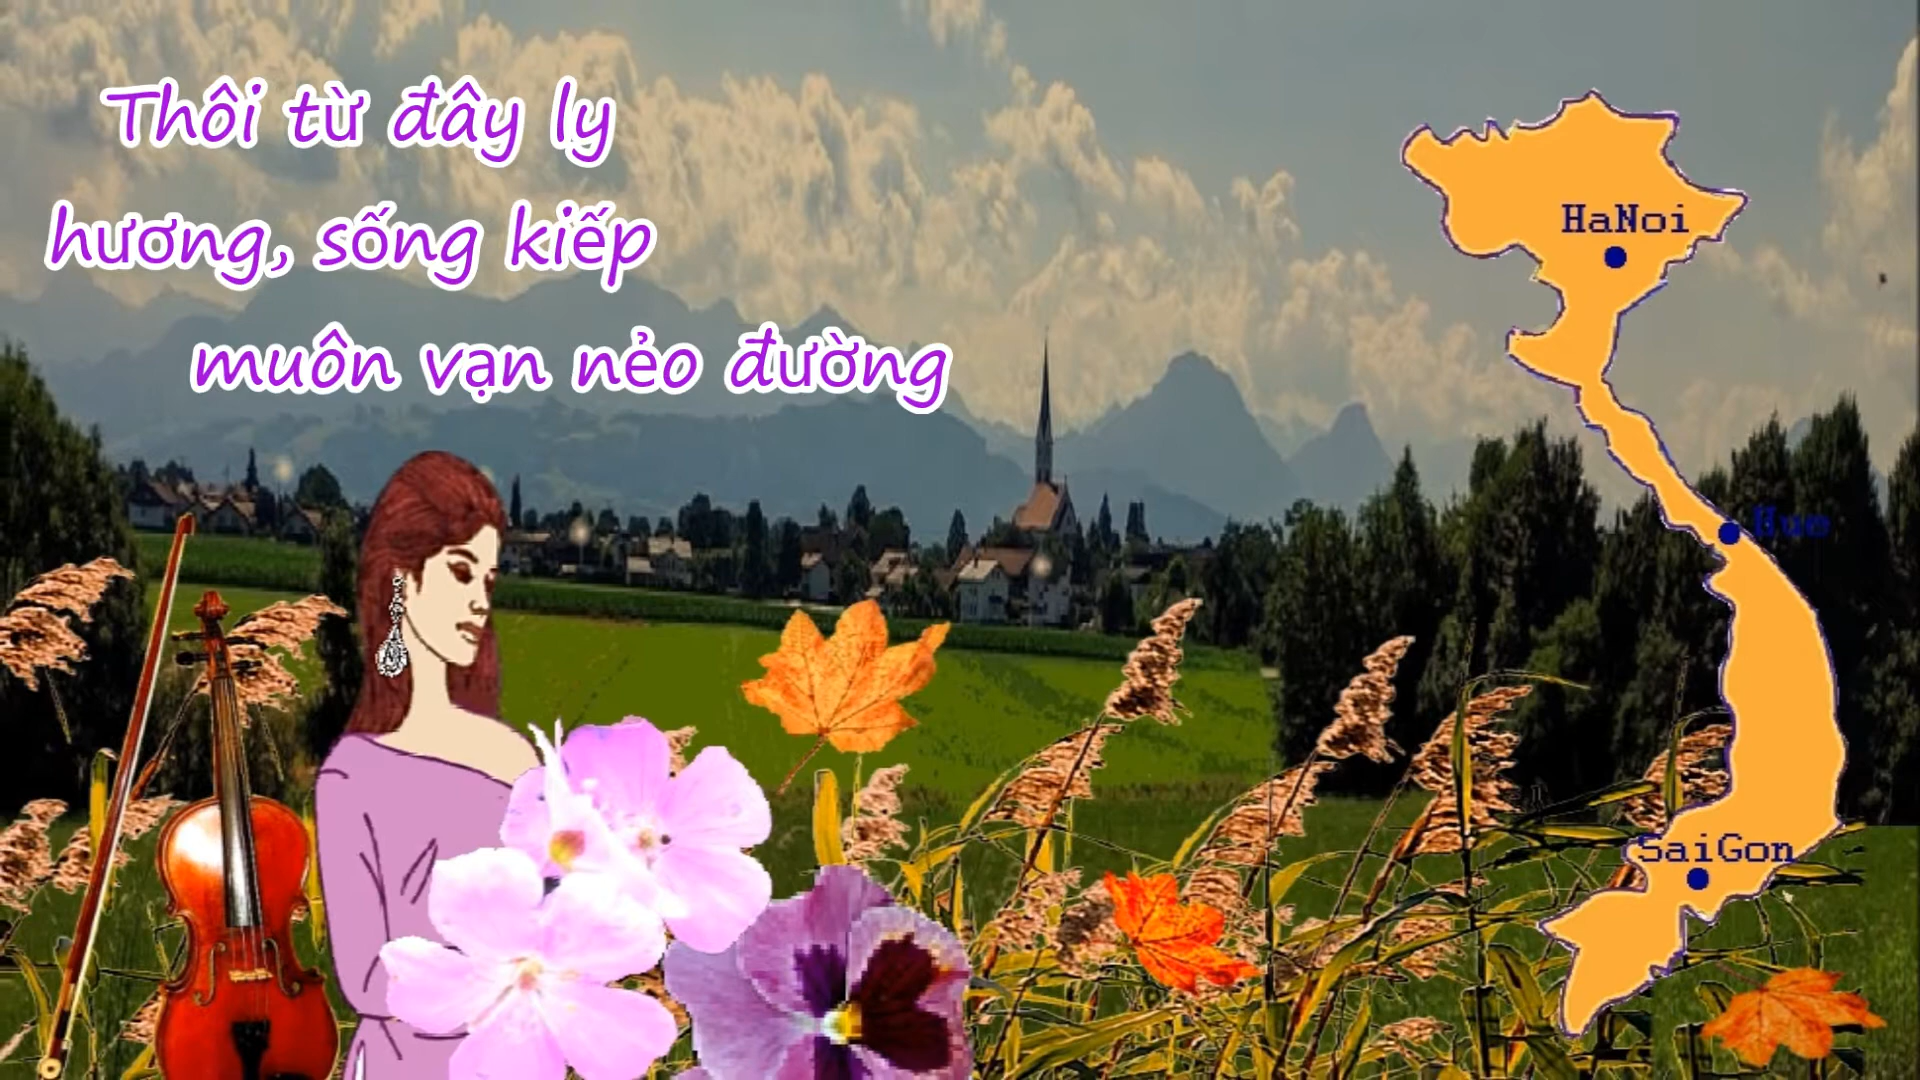 Thôi từ đây ly
hương, sống kiếp
muôn vạn nẻo đường
HaNoi
Hue
SaiGon